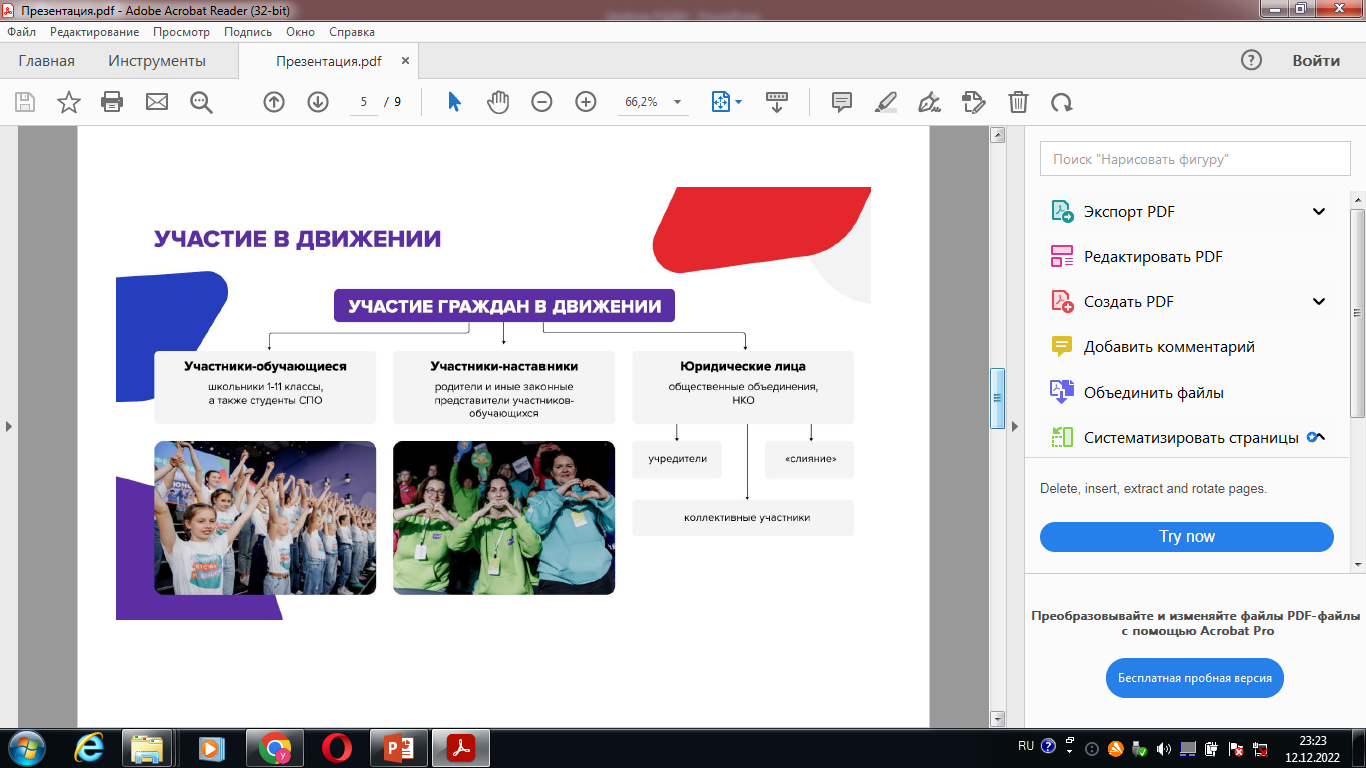 Презентация.pdf - Adobe Acrobat Reader (32-bit)
Файл Редактирование Просмотр Подпись Окно Справка
Главная Инструменты Презентация.pdf × Войти
5 / 9 66,2%
УЧАСТИЕ В ДВИЖЕНИИ
УЧАСТИЕ ГРАЖДАН В ДВИЖЕНИИ
Участники-обучающиеся
школьники 1-11 классы,
а также студенты СПО
Участники-наставники
родители и иные законные
представители участников-
обучающихся
Юридические лица
общественные объединения,
НКО
учредители
«слияние»
коллективные участники
Поиск "Нарисовать фигуру"
Экспорт PDF
Редактировать PDF
Создать PDF
Добавить комментарий
Объединить файлы
Систематизировать страницы
Delete, insert, extract and rotate pages.
Try now
Преобразовывайте и изменяйте файлы PDF-файлы
с помощью Acrobat Pro
Бесплатная пробная версия
RU
23:23
12.12.2022